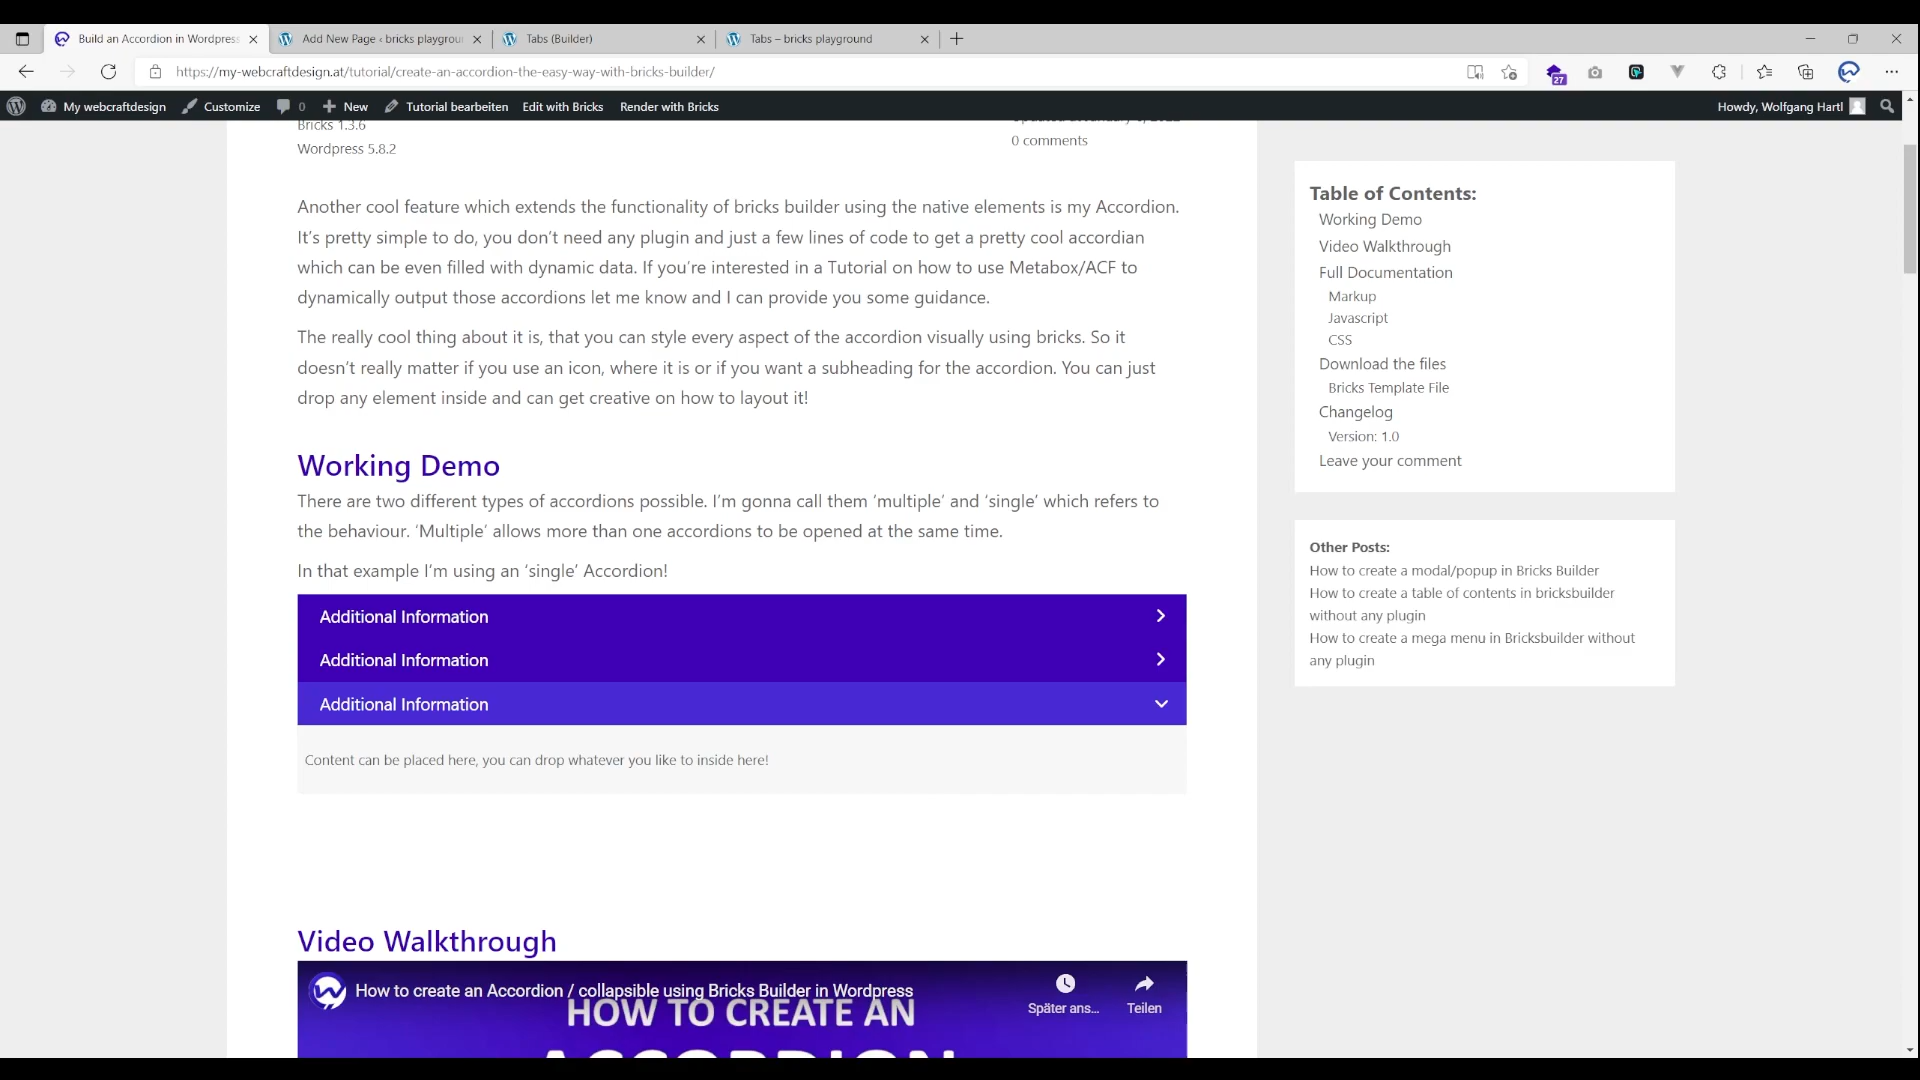 Build an Accordion in Wordpress
Add New Page ‹ bricks playgrou
Tabs (Builder)
Tabs – bricks playground
https://my-webcraftdesign.at/tutorial/create-an-accordion-the-easy-way-with-bricks-builder/
27
My webcraftdesign
Customize
0
New
Tutorial bearbeiten
Edit with Bricks
Render with Bricks
Howdy, Wolfgang Hartl
Bricks 1.3.6
Wordpress 5.8.2
0 comments
Another cool feature which extends the functionality of bricks builder using the native elements is my Accordion.
It’s pretty simple to do, you don’t need any plugin and just a few lines of code to get a pretty cool accordian
which can be even filled with dynamic data. If you’re interested in a Tutorial on how to use Metabox/ACF to
dynamically output those accordions let me know and I can provide you some guidance.
The really cool thing about it is, that you can style every aspect of the accordion visually using bricks. So it
doesn’t really matter if you use an icon, where it is or if you want a subheading for the accordion. You can just
drop any element inside and can get creative on how to layout it!
Working Demo
There are two different types of accordions possible. I’m gonna call them ‘multiple’ and ‘single’ which refers to
the behaviour. ‘Multiple’ allows more than one accordions to be opened at the same time.
In that example I’m using an ‘single’ Accordion!
Additional Information
Additional Information
Additional Information
Content can be placed here, you can drop whatever you like to inside here!
Video Walkthrough
How to create an Accordion / collapsible using Bricks Builder in Wordpress
Später ans...
Teilen
HOW TO CREATE AN
ACCORDION
Table of Contents:
Working Demo
Video Walkthrough
Full Documentation
Markup
Javascript
CSS
Download the files
Bricks Template File
Changelog
Version: 1.0
Leave your comment
Other Posts:
How to create a modal/popup in Bricks Builder
How to create a table of contents in bricksbuilder
without any plugin
How to create a mega menu in Bricksbuilder without
any plugin